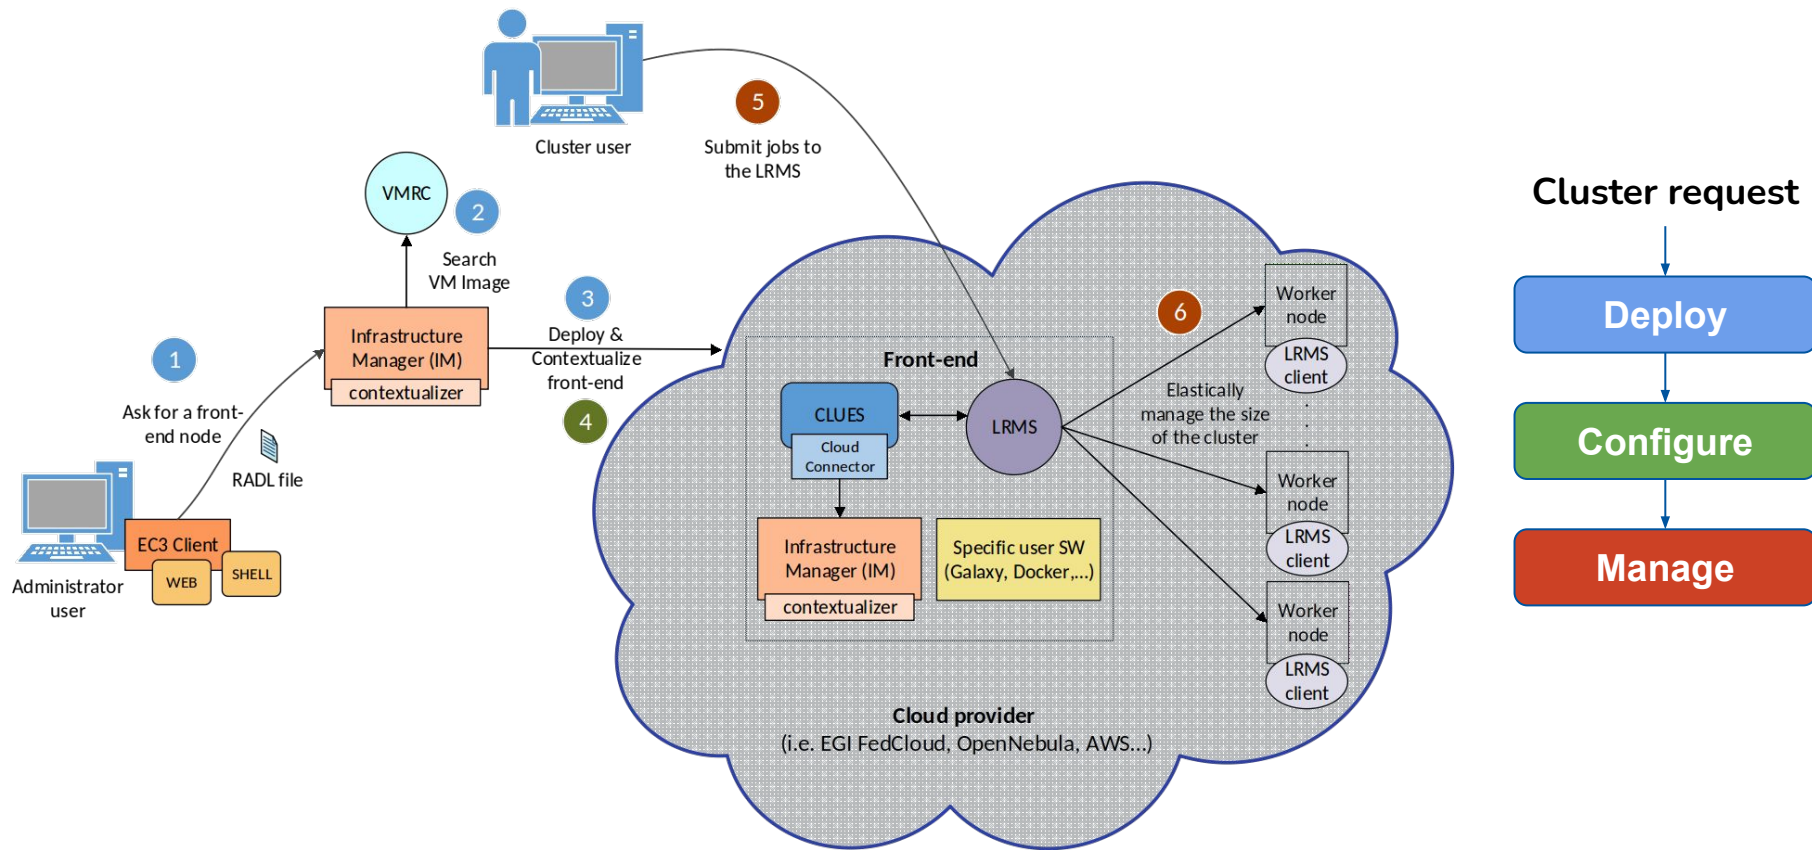 Cluster user
5
Submit jobs to
the LRMS
VMRC
2
Search
VM Image
3
Deploy &
Contextualize
front-end
4
Infrastructure
Manager (IM)
contextualizer
1
Ask for a front-
end node
RADL file
EC3 Client
WEB
SHELL
Administrator
user
Front-end
CLUES
Cloud
Connector
LRMS
Infrastructure
Manager (IM)
contextualizer
Specific user SW
(Galaxy, Docker,...)
6
Elastically
manage the size
of the cluster
Worker
node
LRMS
client
.
.
.
Worker
node
LRMS
client
Worker
node
LRMS
client
Cloud provider
(i.e. EGI FedCloud, OpenNebula, AWS...)
Cluster request
Deploy
Configure
Manage